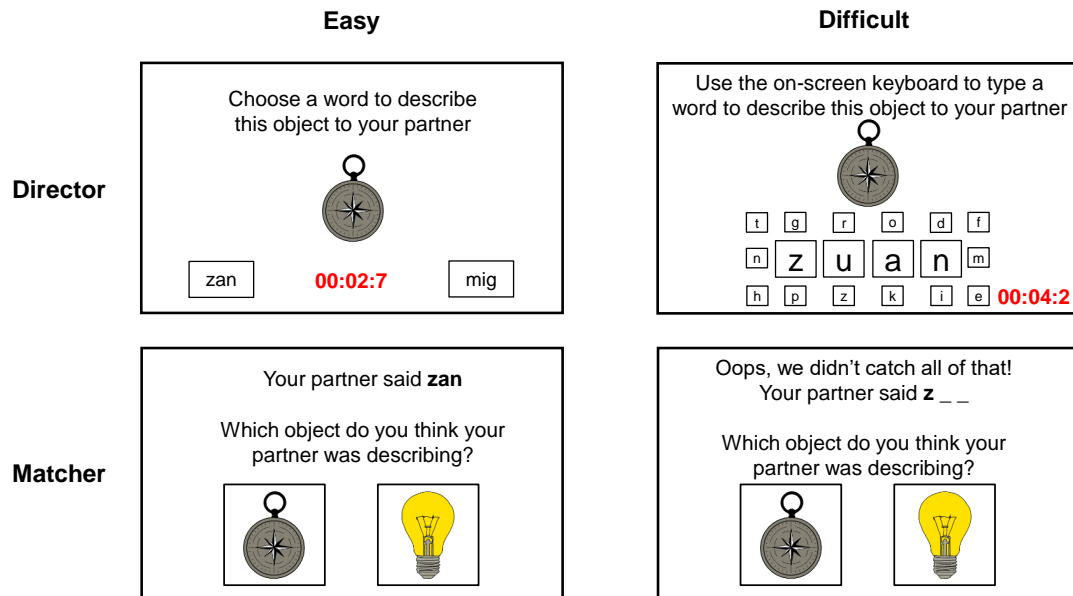 Easy
Difficult
Director
Choose a word to describe
this object to your partner
zan
00:02:7
mig
Use the on-screen keyboard to type a
word to describe this object to your partner
t g r o d f
n z u a n m
h p z k i e 00:04:2
Matcher
Your partner said zan
Which object do you think your
partner was describing?
Oops, we didn't catch all of that!
Your partner said z _ _
Which object do you think your
partner was describing?